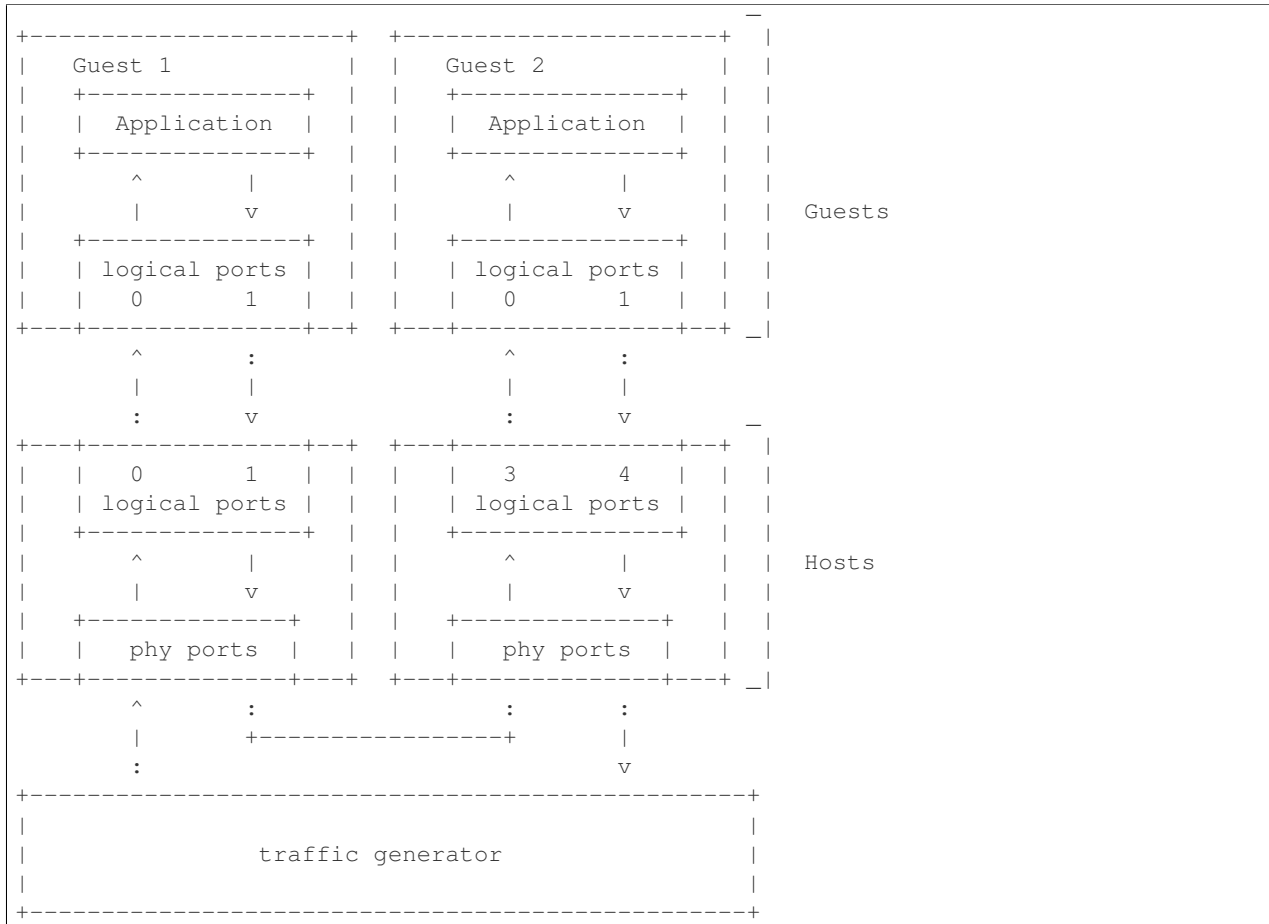 Guest 1 Guest 2
Application Application
Guests
logical ports logical ports
0 1 0 1
0 1 3 4
logical ports logical ports
Hosts
phy ports phy ports
traffic generator